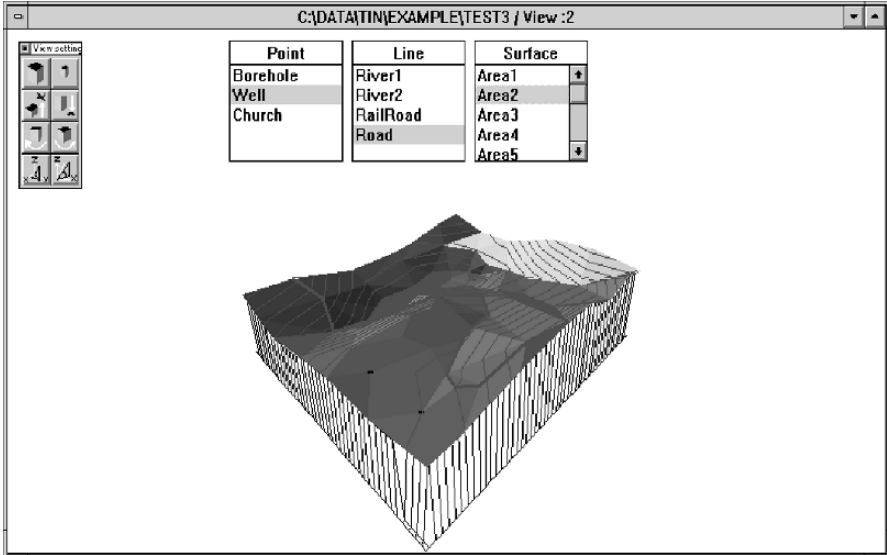 C:\DATA\TIN\EXAMPLE\TEST3 / View :2
View setting
Point
Borehole
Well
Church
Line
River1
River2
RailRoad
Road
Surface
Area1
Area2
Area3
Area4
Area5
Z
X Y
Z
X